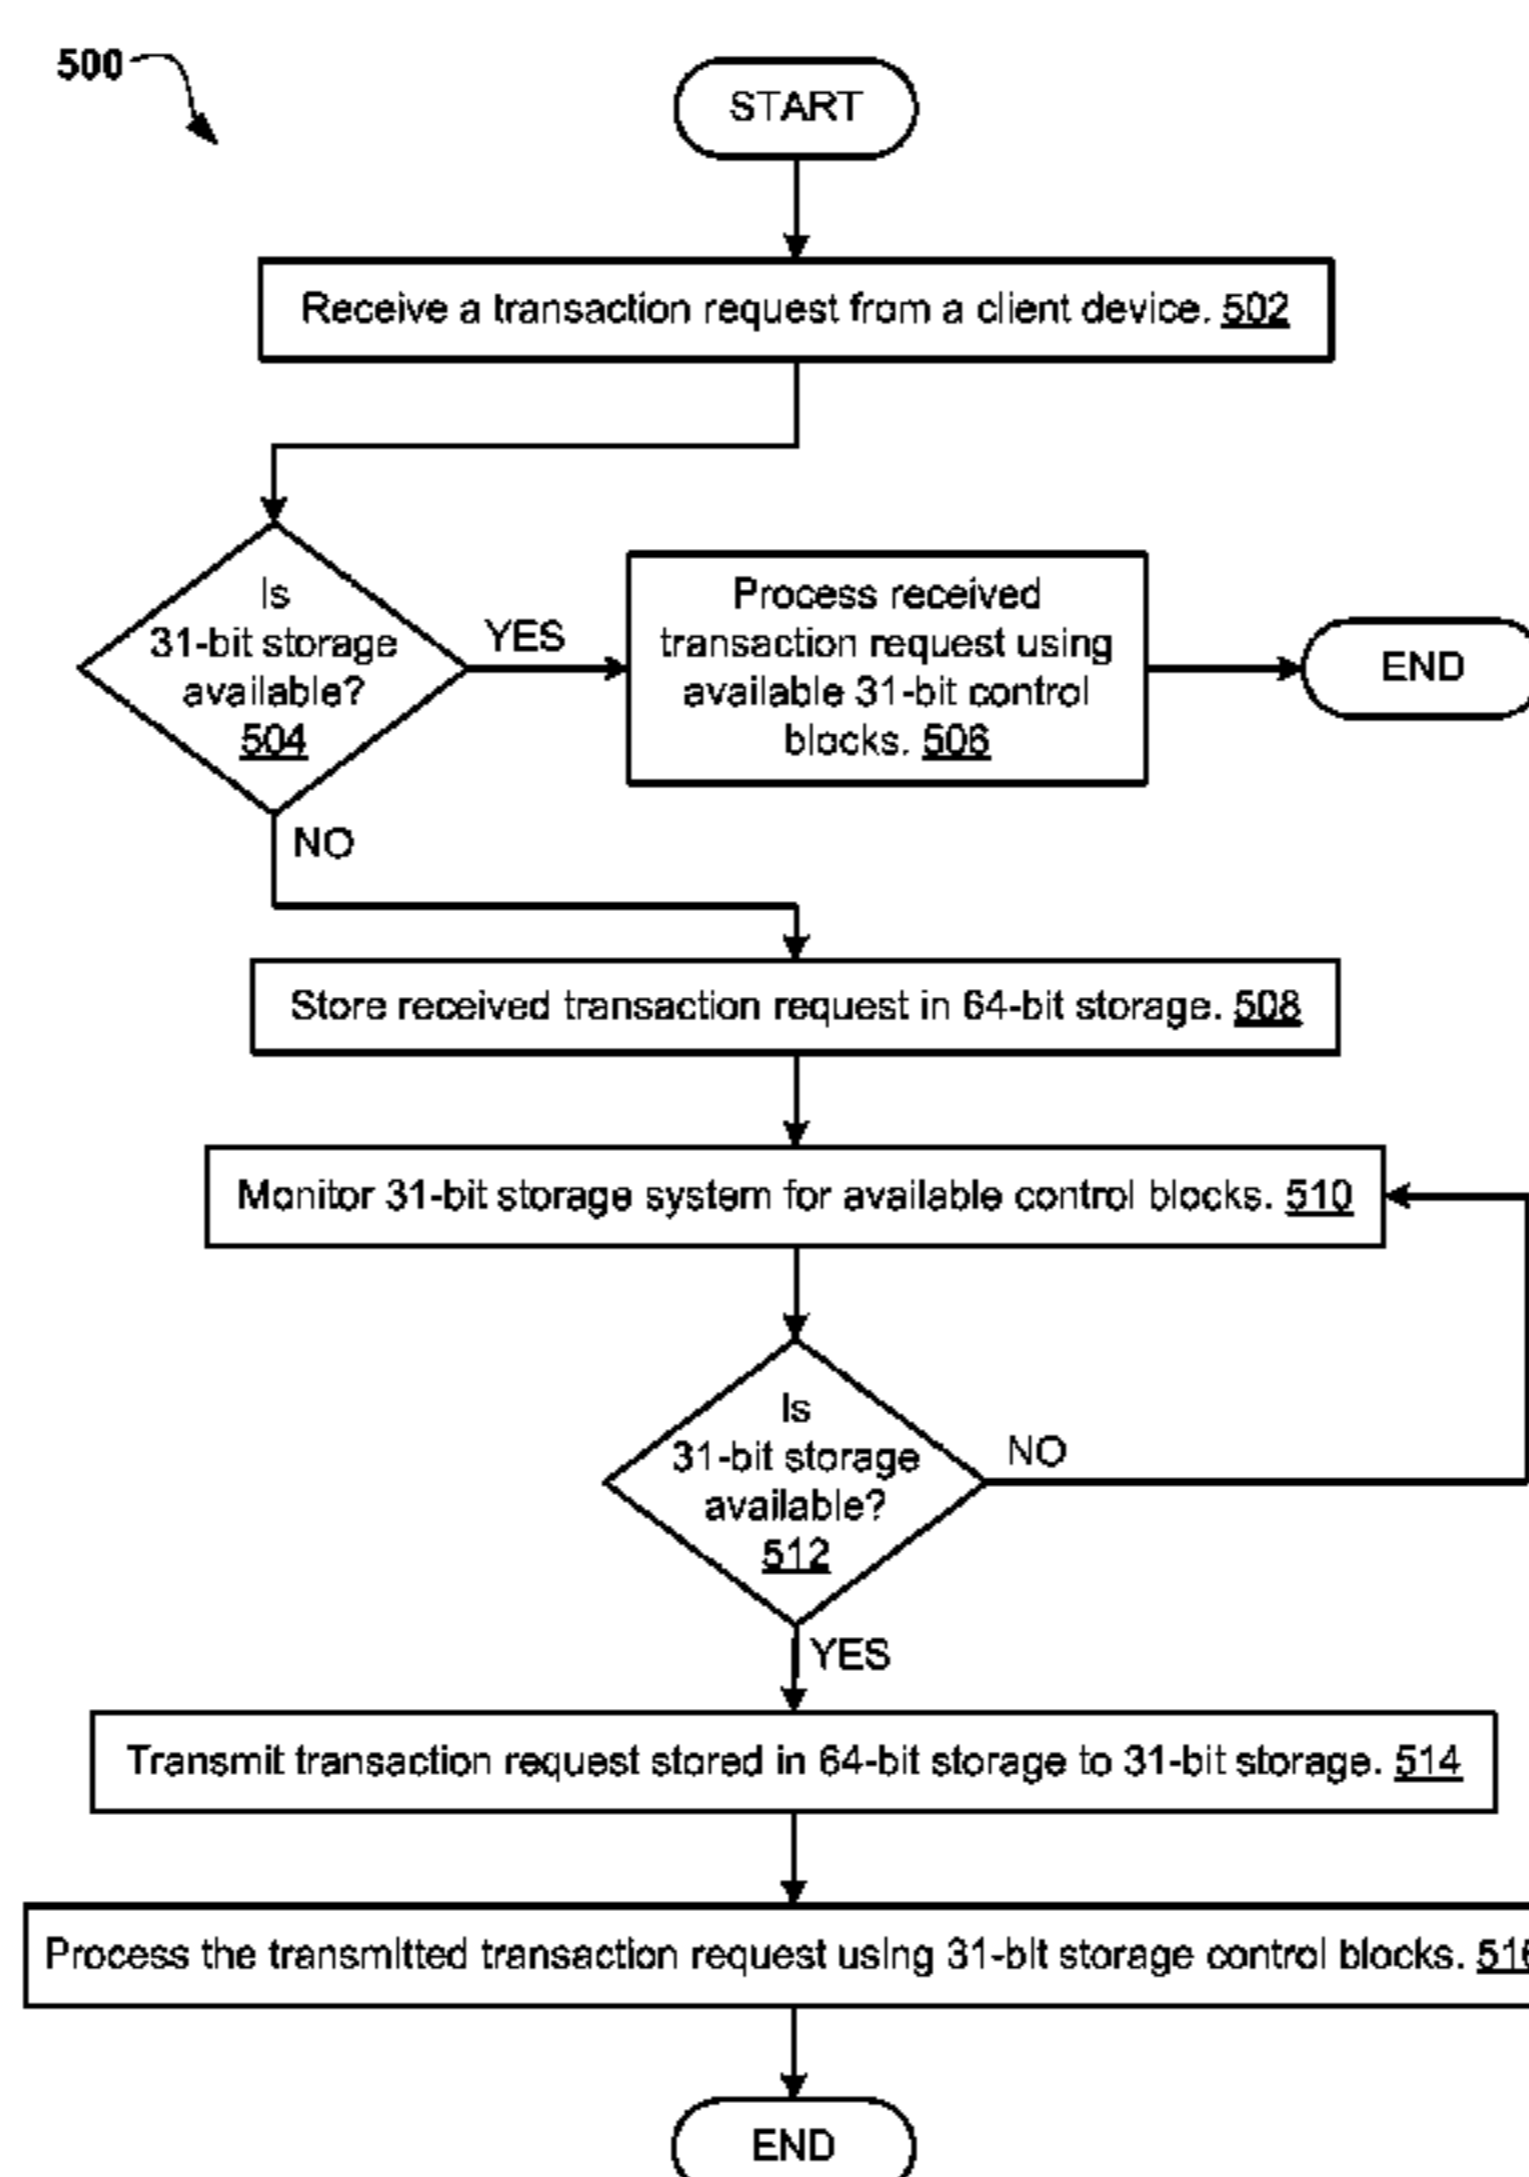 500
START
Receive a transaction request from a client device. 502
Is
31-bit storage
available?
504
YES
Process received
transaction request using
available 31-bit control
blocks. 506
END
NO
Store received transaction request in 64-bit storage. 508
Monitor 31-bit storage system for available control blocks. 510
Is
31-bit storage
available?
512
NO
YES
Transmit transaction request stored in 64-bit storage to 31-bit storage. 514
Process the transmitted transaction request using 31-bit storage control blocks.
END